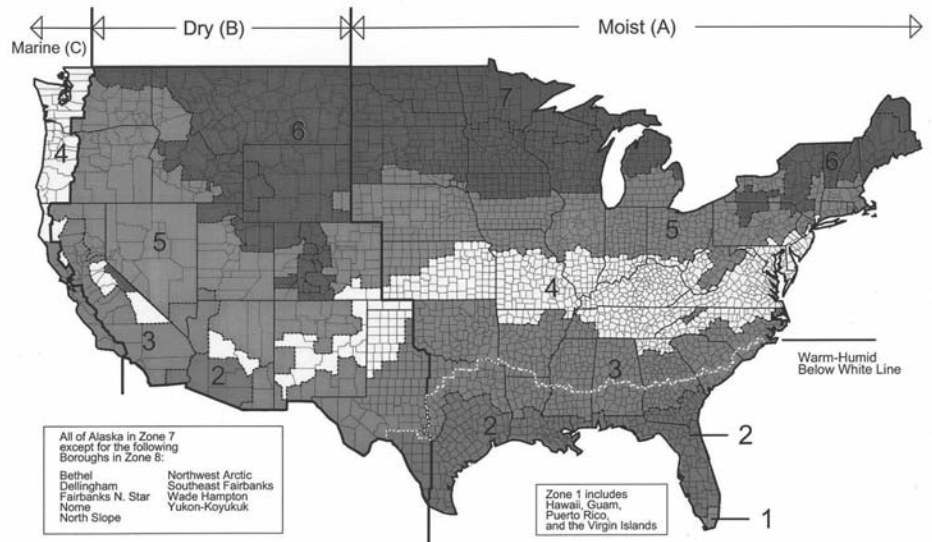 Marine (C)
Dry (B)
Moist (A)
7
6
4
6
5
5
4
3
3
2
Warm-Humid
Below White Line
2
2
1
All of Alaska in Zone 7
except for the following
Boroughs in Zone 8:
Bethel
Dellingham
Fairbanks N. Star
Nome
North Slope
Northwest Arctic
Southeast Fairbanks
Wade Hampton
Yukon-Koyukuk
Zone 1 includes
Hawaii, Guam,
Puerto Rico,
and the Virgin Islands